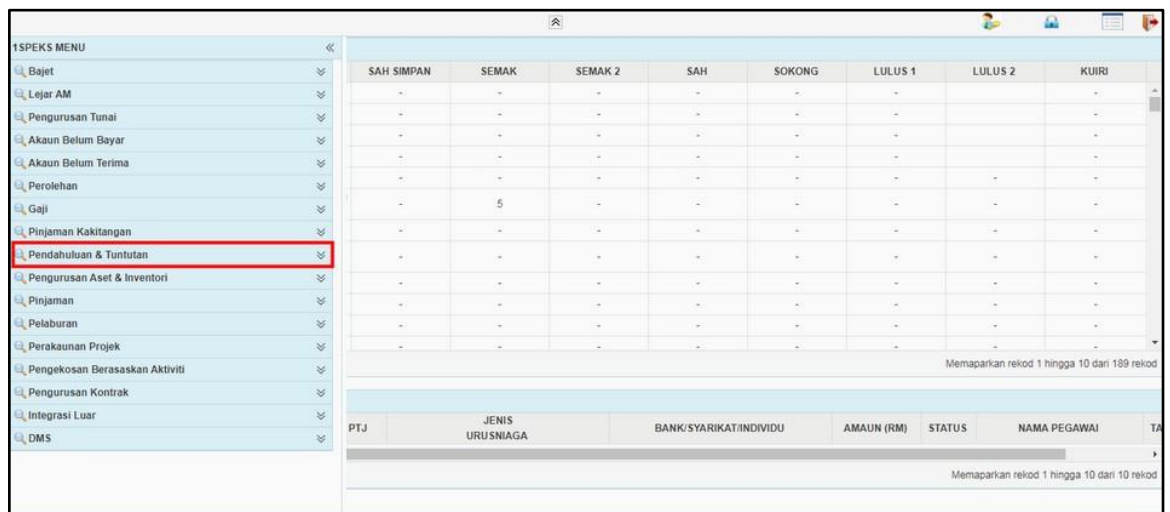 1SPEKS MENU
Bajet
Lejar AM
Pengurusan Tunai
Akaun Belum Bayar
Akaun Belum Terima
Perolehan
Gaji
Pinjaman Kakitangan
Pendahuluan & Tuntutan
Pengurusan Aset & Inventori
Pinjaman
Pelaburan
Perakaunan Projek
Pengekosan Berasaskan Aktiviti
Pengurusan Kontrak
Integrasi Luar
DMS
SAH SIMPAN SEMAK SEMAK 2 SAH SOKONG LULUS 1 LULUS 2 KUIRI
- - - - - - -
- - - - - - -
- - - - - - -
- - - - - - -
- - - - - - - -
- 5 - - - - - -
- - - - - - - -
- - - - - - - -
- - - - - - - -
- - - - - - - -
- - - - - - - -
- - - - - - - -
Memaparkan rekod 1 hingga 10 dari 189 rekod
PTJ JENIS URUSNIAGA BANK/SYARIKAT/INDIVIDU AMAUN (RM) STATUS NAMA PEGAWAI TA
Memaparkan rekod 1 hingga 10 dari 10 rekod